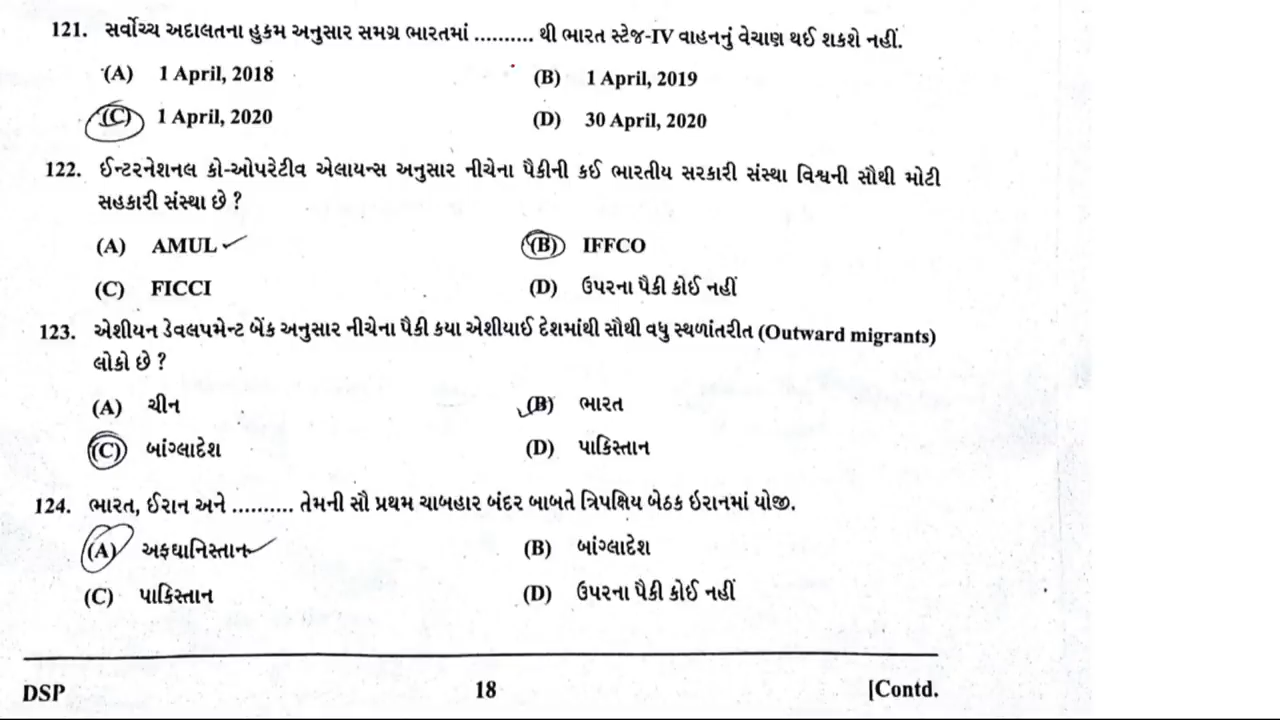 121. સર્વોચ્ચ અદાલતના હુકમ અનુસાર સમગ્ર ભારતમાં .......... થી ભારત સ્ટેજ-IV વાહનનું વેચાણ થઈ શકશે નહીં.
(A) 1 April, 2018 (B) 1 April, 2019
(C) 1 April, 2020 (D) 30 April, 2020
122. ઈન્ટરનેશનલ કો-ઓપરેટીવ એલાયન્સ અનુસાર નીચેના પૈકીની કઈ ભારતીય સરકારી સંસ્થા વિશ્વની સૌથી મોટી
સહકારી સંસ્થા છે ?
(A) AMUL (B) IFFCO
(C) FICCI (D) ઉપરના પૈકી કોઈ નહીં
123. એશીયન ડેવલપમેન્ટ બેંક અનુસાર નીચેના પૈકી કયા એશીયાઈ દેશમાંથી સૌથી વધુ સ્થળાંતરીત (Outward migrants)
લોકો છે ?
(A) ચીન (B) ભારત
(C) બાંગ્લાદેશ (D) પાકિસ્તાન
124. ભારત, ઈરાન અને .......... તેમની સૌ પ્રથમ ચાબહાર બંદર બાબતે ત્રિપક્ષિય બેઠક ઇરાનમાં યોજી.
(A) અફઘાનિસ્તાન (B) બાંગ્લાદેશ
(C) પાકિસ્તાન (D) ઉપરના પૈકી કોઈ નહીં
DSP 18 [Contd.